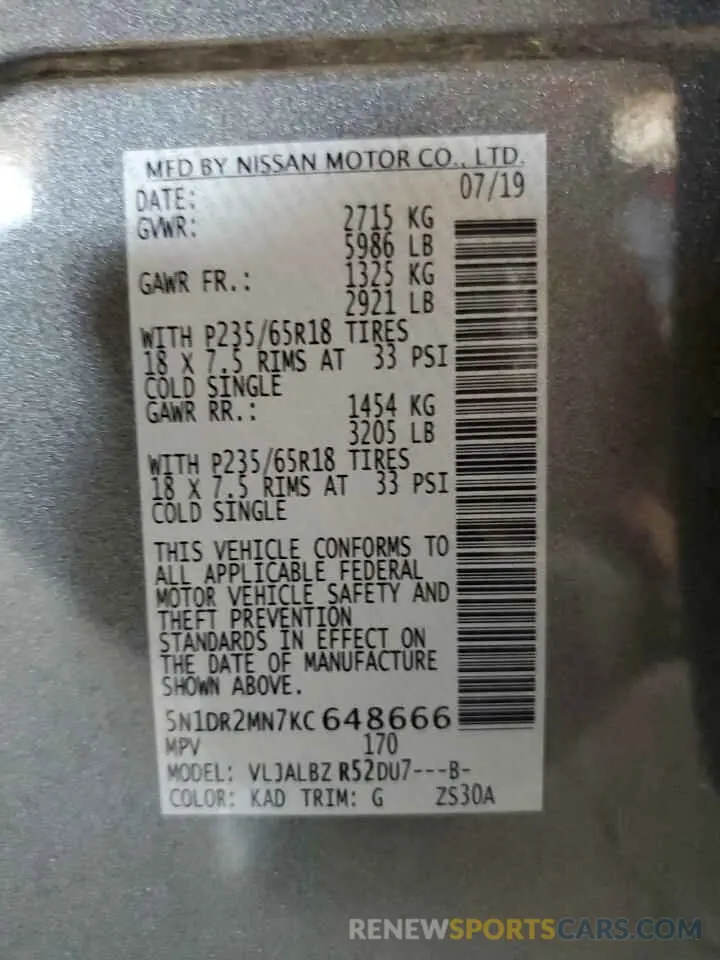 MFD BY NISSAN MOTOR CO., LTD.
DATE: 07/19
GVWR: 2715 KG
5986 LB
GAWR FR.: 1325 KG
2921 LB
WITH P235/65R18 TIRES
18 X 7.5 RIMS AT 33 PSI
COLD SINGLE
GAWR RR.: 1454 KG
3205 LB
WITH P235/65R18 TIRES
18 X 7.5 RIMS AT 33 PSI
COLD SINGLE
THIS VEHICLE CONFORMS TO
ALL APPLICABLE FEDERAL
MOTOR VEHICLE SAFETY AND
THEFT PREVENTION
STANDARDS IN EFFECT ON
THE DATE OF MANUFACTURE
SHOWN ABOVE.
5N1DR2MN7KC648666
MPV 170
MODEL: VLJALBZ R52DU7---B-
COLOR: KAD TRIM: G ZS30A
RENEWSPORTSCARS.COM